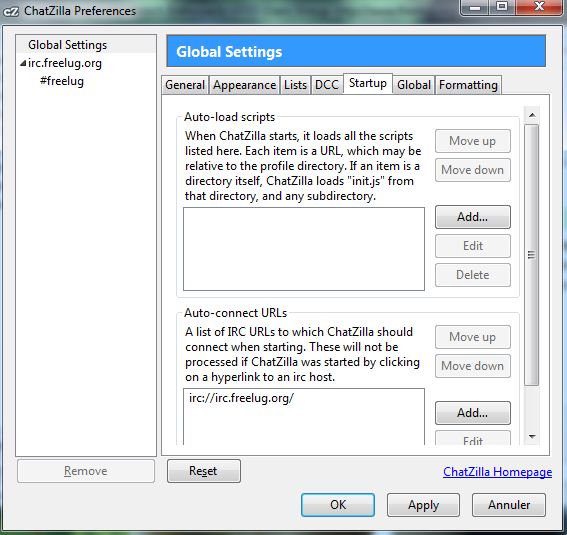 ChatZilla Preferences
Global Settings
irc.freelug.org
#freelug
Global Settings
General Appearance Lists DCC Startup Global Formatting
Auto-load scripts
When ChatZilla starts, it loads all the scripts
listed here. Each item is a URL, which may be
relative to the profile directory. If an item is a
directory itself, ChatZilla loads "init.js" from
that directory, and any subdirectory.
Move up
Move down
Add...
Edit
Delete
Auto-connect URLs
A list of IRC URLs to which ChatZilla should
connect when starting. These will not be
processed if ChatZilla was started by clicking
on a hyperlink to an irc host.
Move up
Move down
irc://irc.freelug.org/
Add...
Edit
Remove
Reset
ChatZilla Homepage
OK
Apply
Annuler